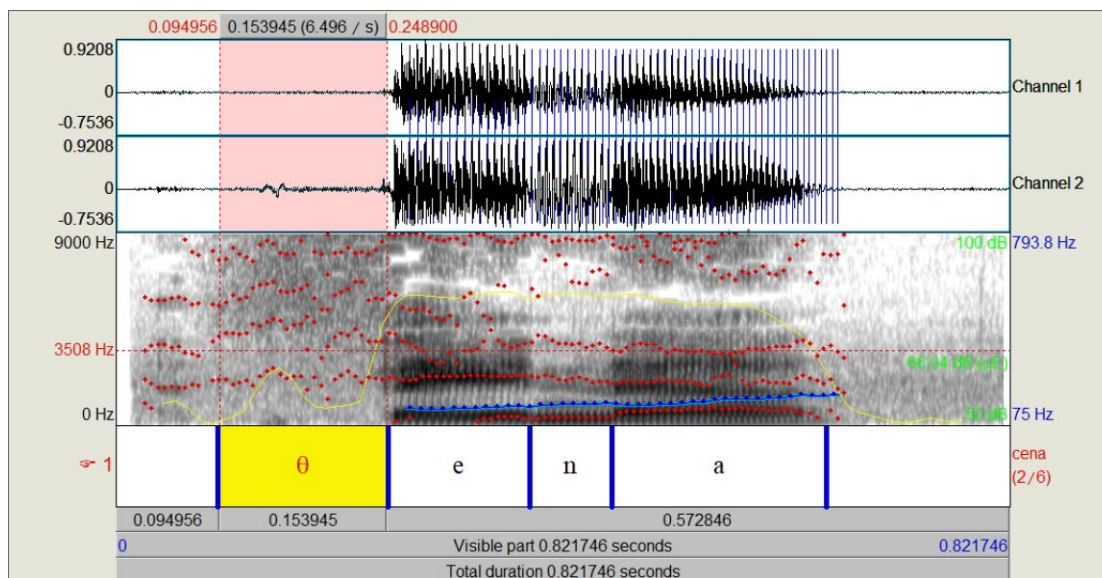 0.094956 0.153945 (6.496 / s) 0.248900
0.9208
0
-0.7536
Channel 1
0.9208
0
-0.7536
Channel 2
9000 Hz 100 dB 793.8 Hz
3508 Hz
66.04 dB (µE)
0 Hz 50 dB 75 Hz
☞ 1 θ e n a cena
(2/6)
0.094956 0.153945 0.572846
0 Visible part 0.821746 seconds 0.821746
Total duration 0.821746 seconds